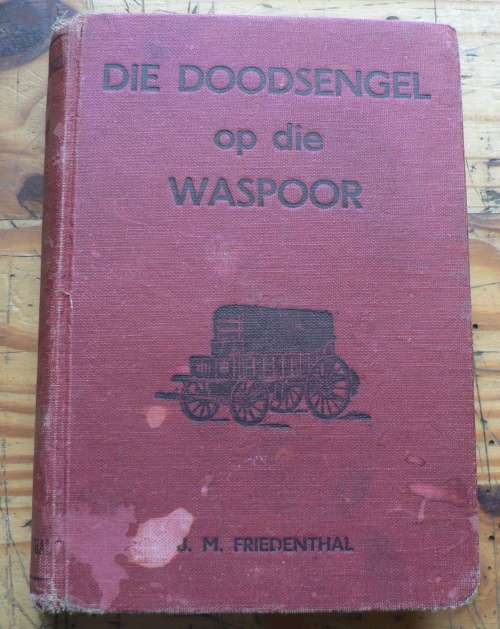 DIE DOODSENGEL
op die
WASPOOR
J. M. FRIEDENTHAL